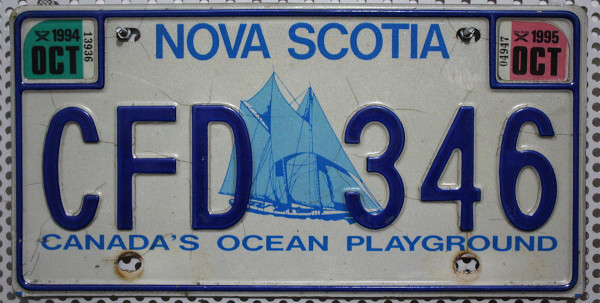 1994
OCT
13936
NOVA SCOTIA
04947
1995
OCT
CFD 346
CANADA'S OCEAN PLAYGROUND